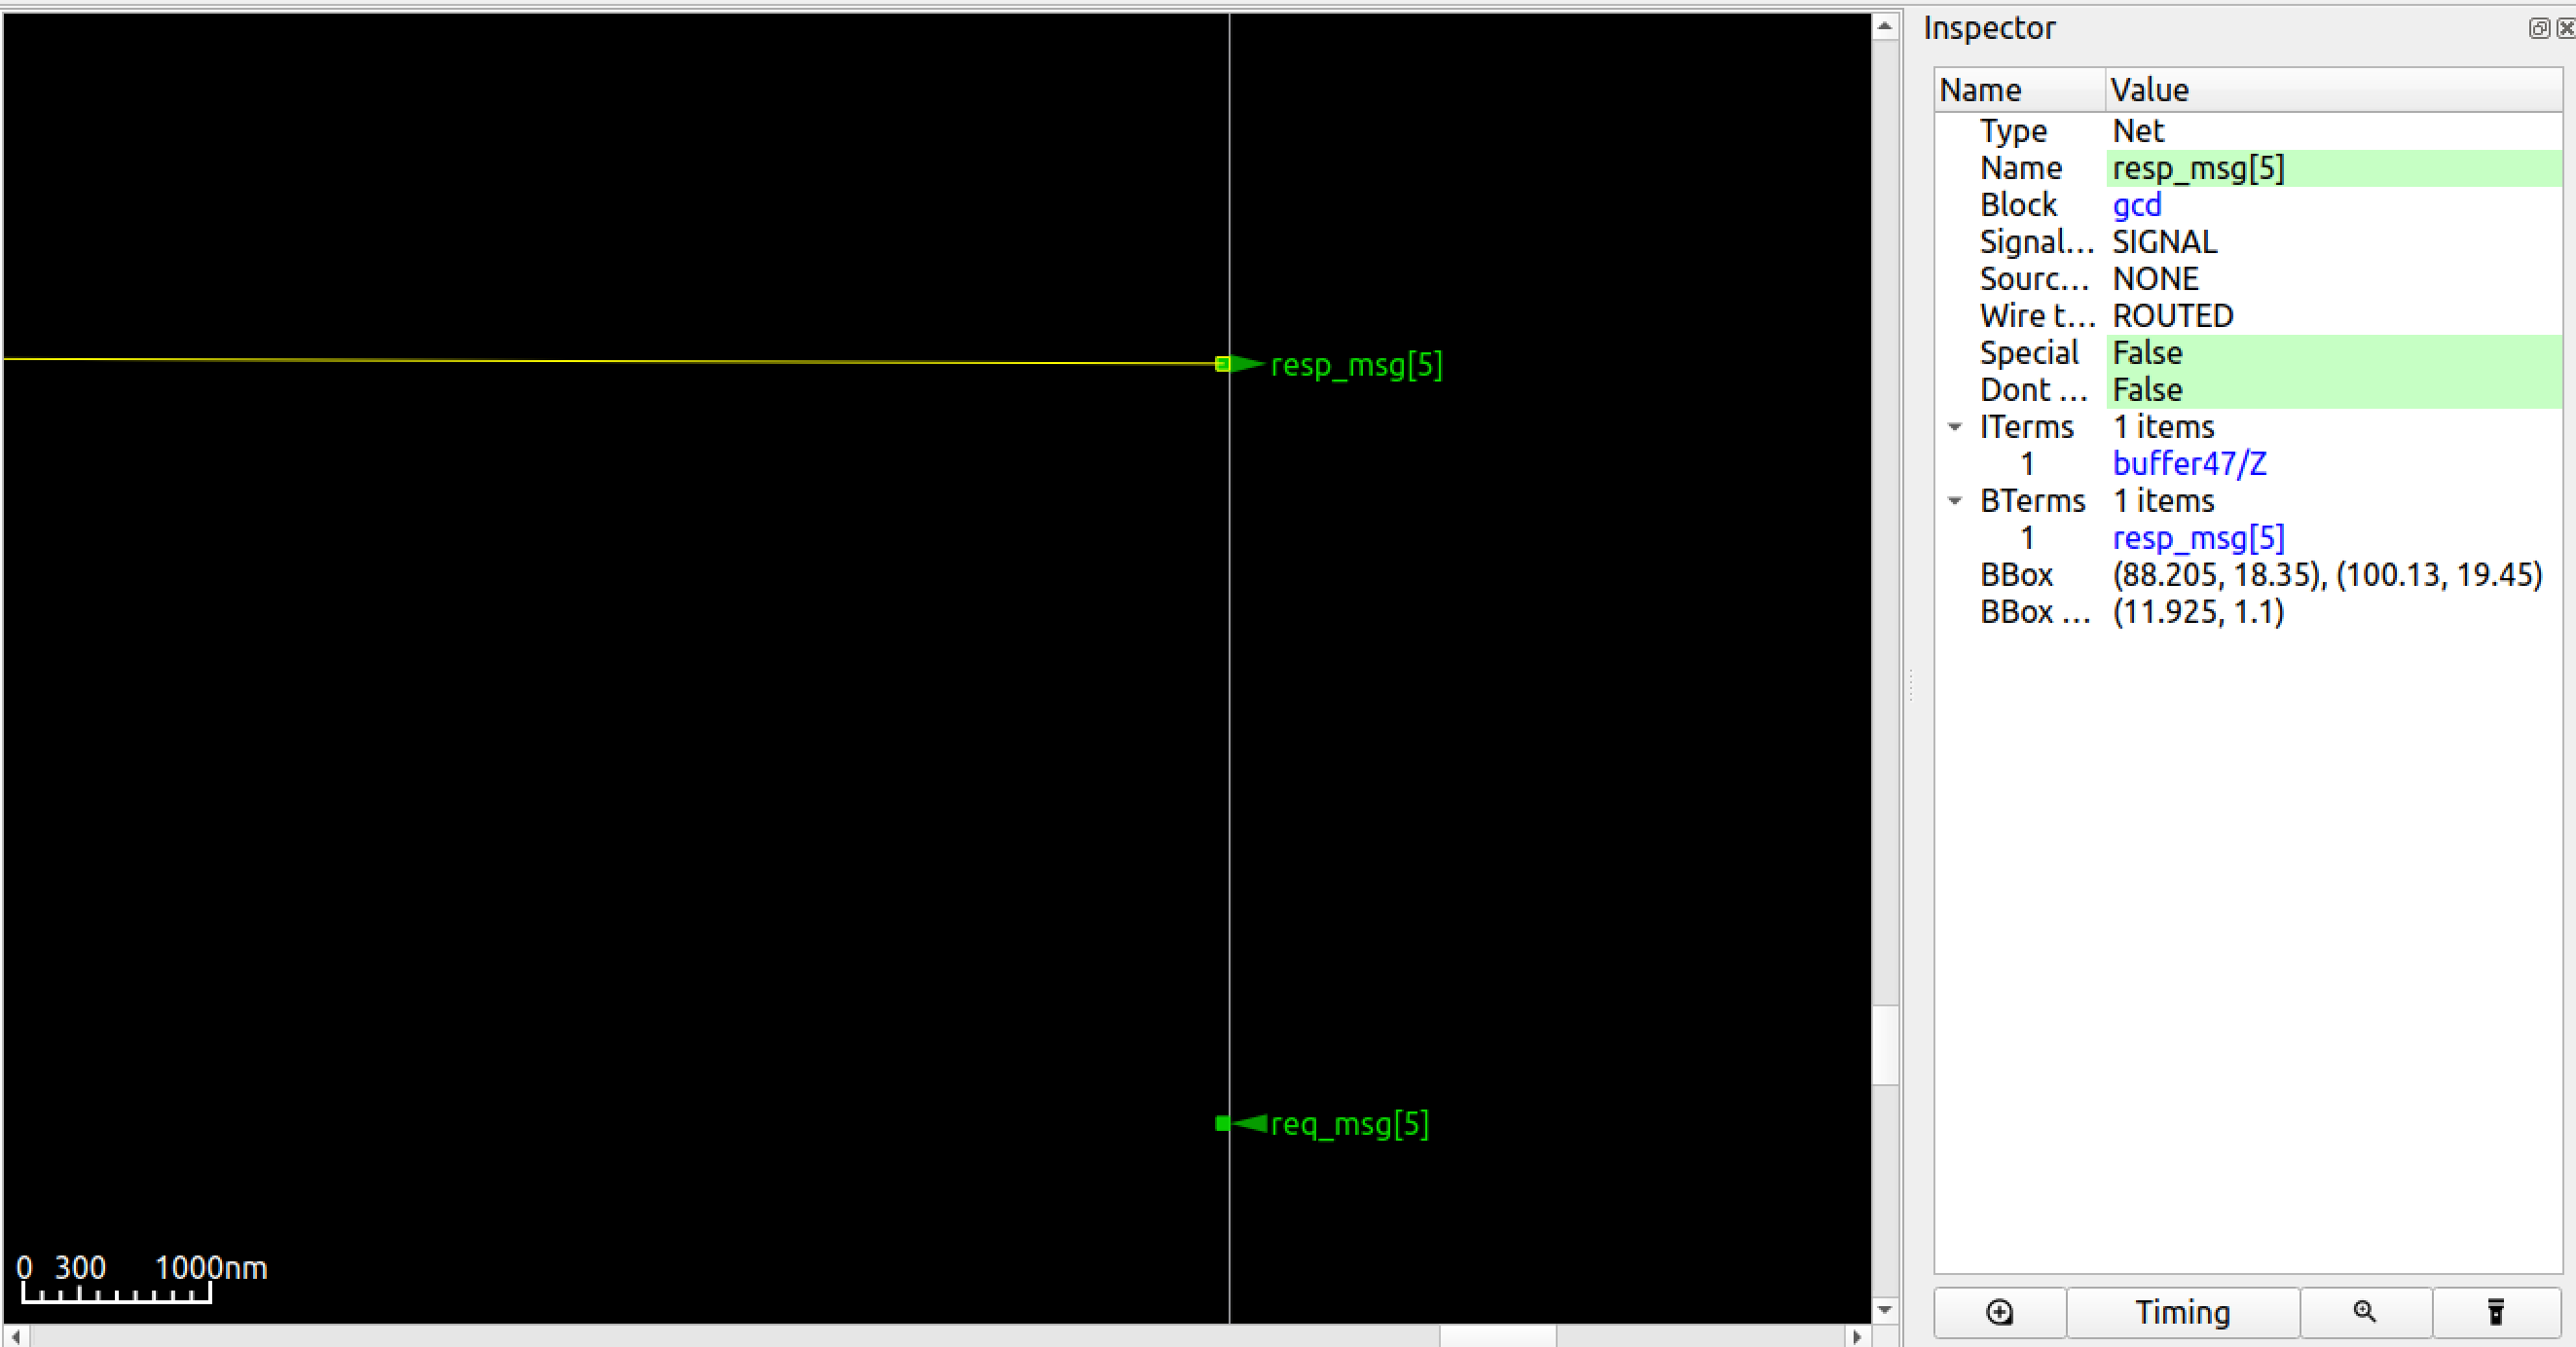 resp_msg[5]
req_msg[5]
0 300 1000nm
Inspector
Name Value
Type Net
Name resp_msg[5]
Block gcd
Signal... SIGNAL
Sourc... NONE
Wire t... ROUTED
Special False
Dont ... False
ITerms 1 items
1 buffer47/Z
BTerms 1 items
1 resp_msg[5]
BBox (88.205, 18.35), (100.13, 19.45)
BBox ... (11.925, 1.1)
Timing